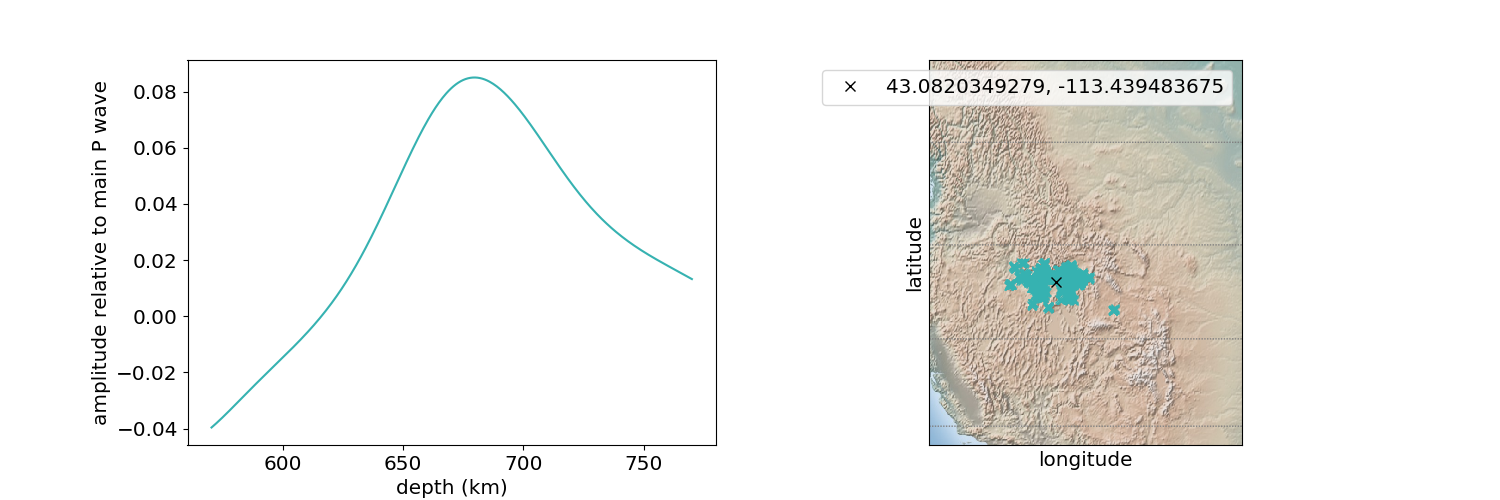 amplitude relative to main P wave
0.08
0.06
0.04
0.02
0.00
−0.02
−0.04
600 650 700 750
depth (km)
43.0820349279, -113.439483675
latitude
longitude